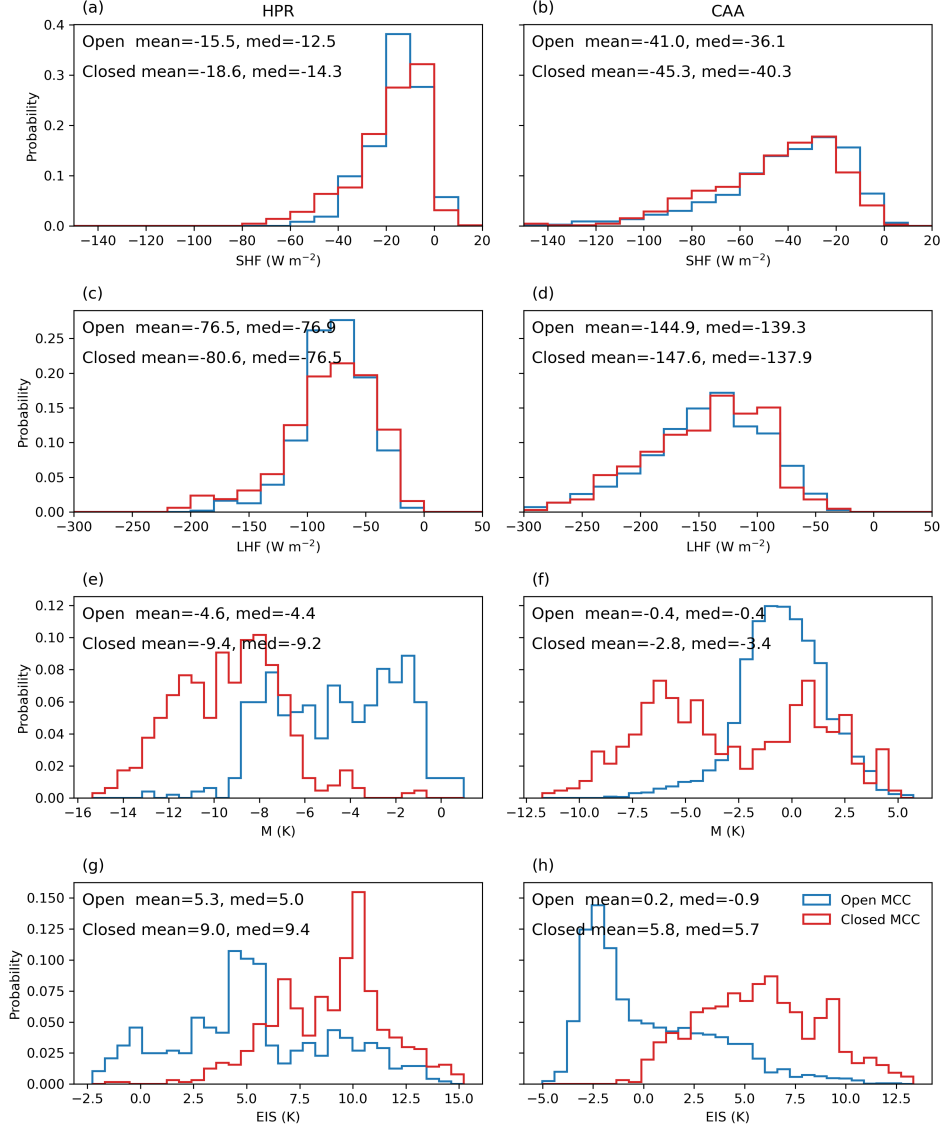 (a) HPR
Open mean=-15.5, med=-12.5
Closed mean=-18.6, med=-14.3
0.4
0.3
0.2
0.1
0.0
Probability
−140 −120 −100 −80 −60 −40 −20 0 20
SHF (W m−2)
(b) CAA
Open mean=-41.0, med=-36.1
Closed mean=-45.3, med=-40.3
−140 −120 −100 −80 −60 −40 −20 0 20
SHF (W m−2)
(c)
Open mean=-76.5, med=-76.9
Closed mean=-80.6, med=-76.5
0.25
0.20
0.15
0.10
0.05
0.00
Probability
−300 −250 −200 −150 −100 −50 0 50
LHF (W m−2)
(d)
Open mean=-144.9, med=-139.3
Closed mean=-147.6, med=-137.9
−300 −250 −200 −150 −100 −50 0 50
LHF (W m−2)
(e)
Open mean=-4.6, med=-4.4
Closed mean=-9.4, med=-9.2
0.12
0.10
0.08
0.06
0.04
0.02
0.00
Probability
−16 −14 −12 −10 −8 −6 −4 −2 0
M (K)
(f)
Open mean=-0.4, med=-0.4
Closed mean=-2.8, med=-3.4
−12.5 −10.0 −7.5 −5.0 −2.5 0.0 2.5 5.0
M (K)
(g)
Open mean=5.3, med=5.0
Closed mean=9.0, med=9.4
0.150
0.125
0.100
0.075
0.050
0.025
0.000
Probability
−2.5 0.0 2.5 5.0 7.5 10.0 12.5 15.0
EIS (K)
(h)
Open mean=0.2, med=-0.9
Closed mean=5.8, med=5.7
Open MCC
Closed MCC
−5.0 −2.5 0.0 2.5 5.0 7.5 10.0 12.5
EIS (K)